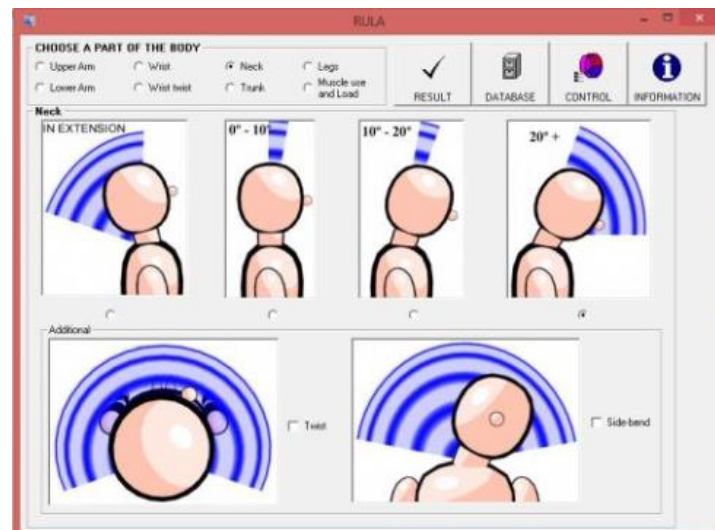 RULA
CHOOSE A PART OF THE BODY
Upper Arm Wrist Neck Legs
Lower Arm Wrist twist Trunk Muscle use and Load
RESULT DATABASE CONTROL INFORMATION
Neck
IN EXTENSION 0° - 10° 10° - 20° 20° +
Additional
Twist Side-bend